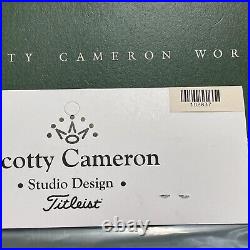 TTY CAMERON WOR
cotty Cameron
• Studio Design •
Titleist